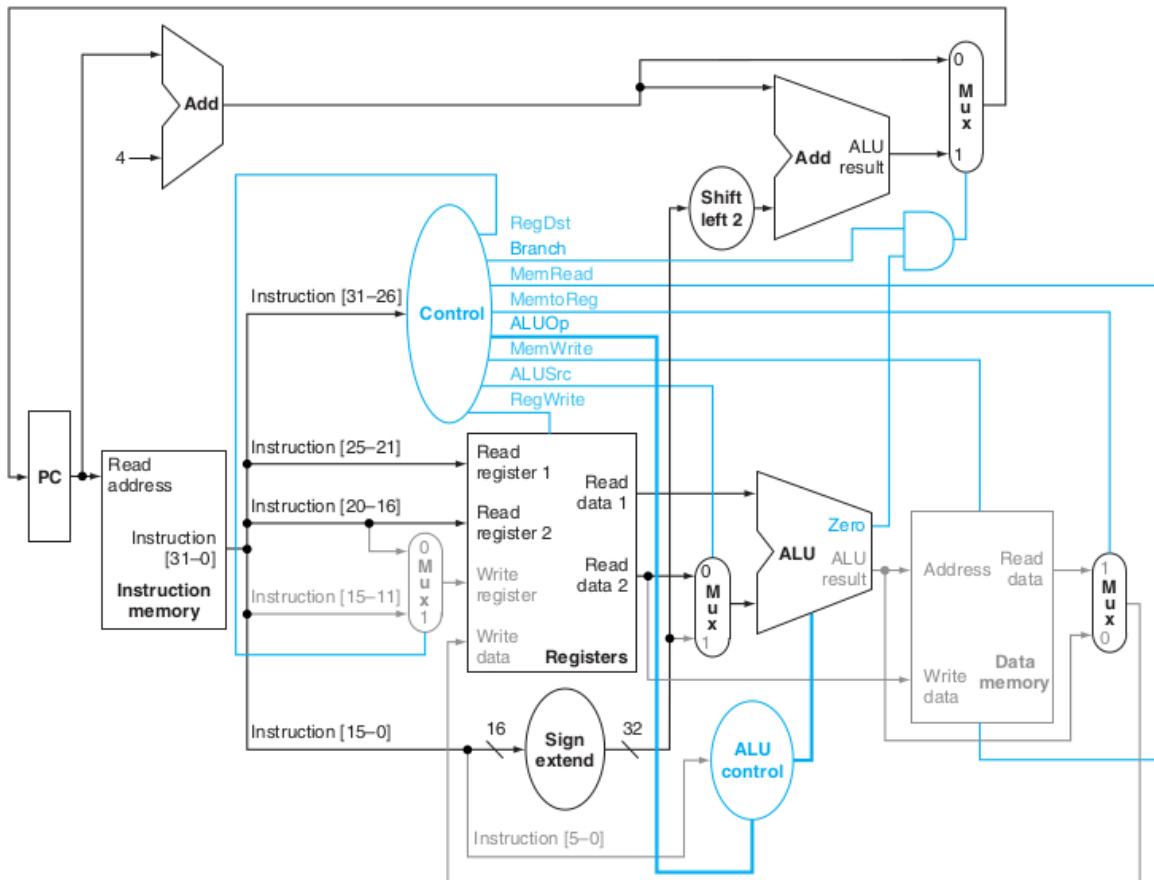 0
M
u
x
1
Add
4
Add
ALU
result
Shift
left 2
RegDst
Branch
MemRead
MemtoReg
ALUOp
MemWrite
ALUSrc
RegWrite
Control
Instruction [31–26]
Instruction [25–21]
Instruction [20–16]
Instruction [15–11]
Instruction [15–0]
PC
Read
address
Instruction
[31–0]
Instruction
memory
0
M
u
x
1
Read
register 1
Read
register 2
Write
register
Write
data
Read
data 1
Read
data 2
Registers
0
M
u
x
1
Zero
ALU
ALU
result
Address
Read
data
Write
data
Data
memory
1
M
u
x
0
16
Sign
extend
32
ALU
control
Instruction [5–0]